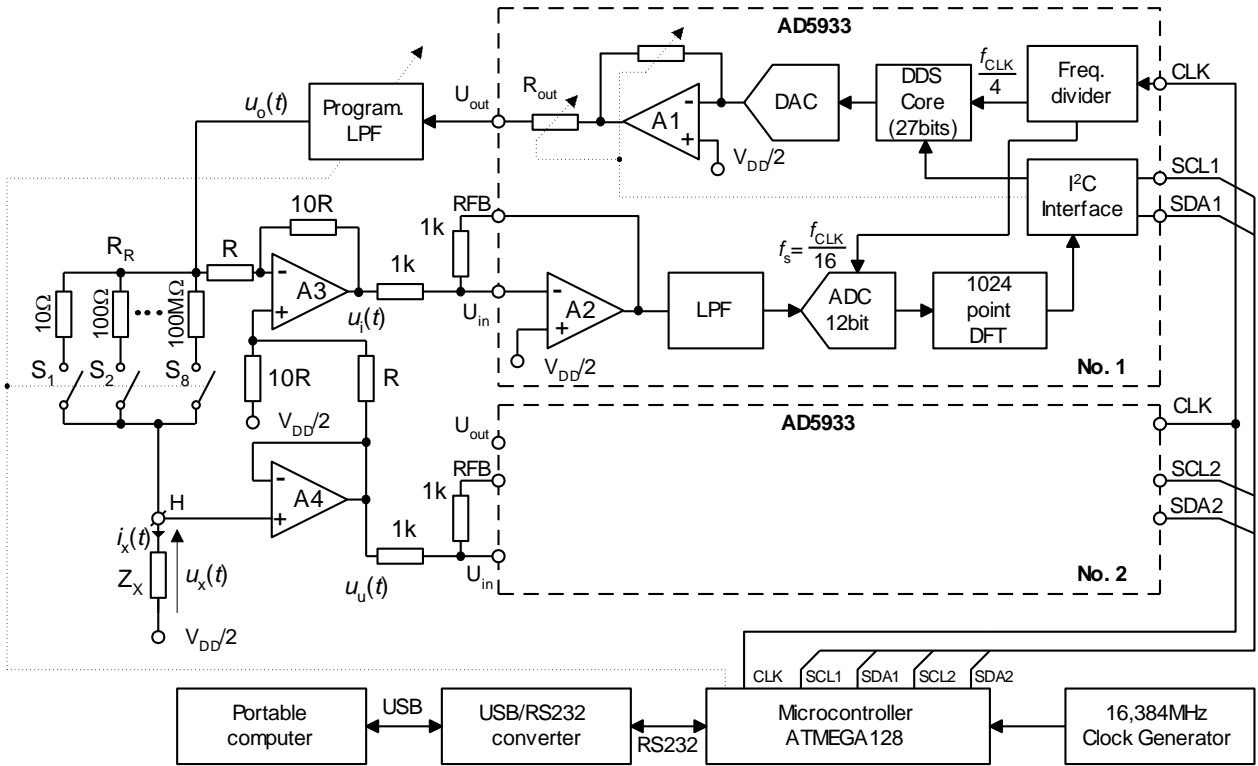 AD5933
CLK
Freq.
divider
f_CLK
4
DDS
Core
(27bits)
DAC
A1
-
+
V_DD/2
R_out
U_out
Program.
LPF
u_o(t)
SCL1
SDA1
I²C
Interface
f_s= f_CLK
16
ADC
12bit
1024
point
DFT
LPF
A2
-
+
V_DD/2
No. 1
RFB
1k
U_in
1k
10R
R
A3
-
+
u_i(t)
R_R
10Ω
100Ω
100MΩ
S_1
S_2
S_8
10R
R
V_DD/2
A4
-
+
H
i_x(t)
Z_X
u_x(t)
V_DD/2
u_u(t)
1k
1k
U_out
RFB
U_in
AD5933
CLK
SCL2
SDA2
No. 2
CLK
SCL1
SDA1
SCL2
SDA2
Portable
computer
USB
USB/RS232
converter
RS232
Microcontroller
ATMEGA128
16,384MHz
Clock Generator